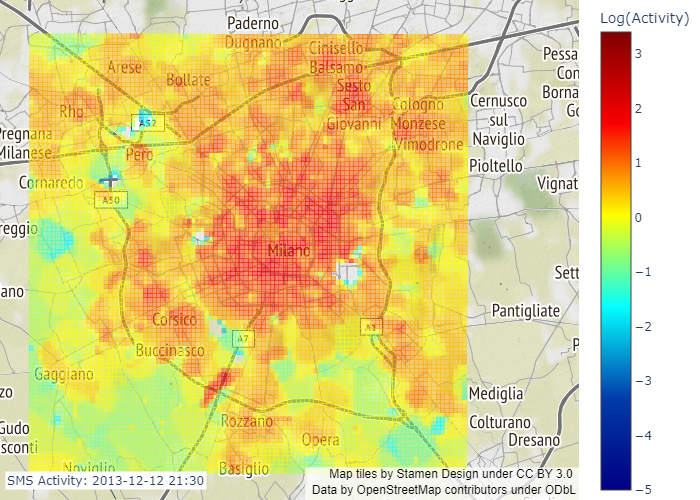 Log(Activity)
Paderno
Dugnano
Cinisello
Balsamo
Arese
Bollate
Sesto
San
Giovanni
Pessa
Con
Borna
Go
Rho
A52
Cologno
Monzese
Vimodrone
Cernusco
sul
Naviglio
Pregnana
Milanese
Pero
Pioltello
Cornaredo
A50
Vignat
reggio
Milano
Sett
ano
Pantigliate
Corsico
A7
Buccinasco
Gaggiano
Mediglia
zo
Rozzano
Colturano
Gudo
sconti
Opera
Dresano
Noviglio
Basiglio
SMS Activity: 2013-12-12 21:30
Map tiles by Stamen Design under CC BY 3.0
Data by OpenStreetMap contributors under ODbL
3
2
1
0
−1
−2
−3
−4
−5